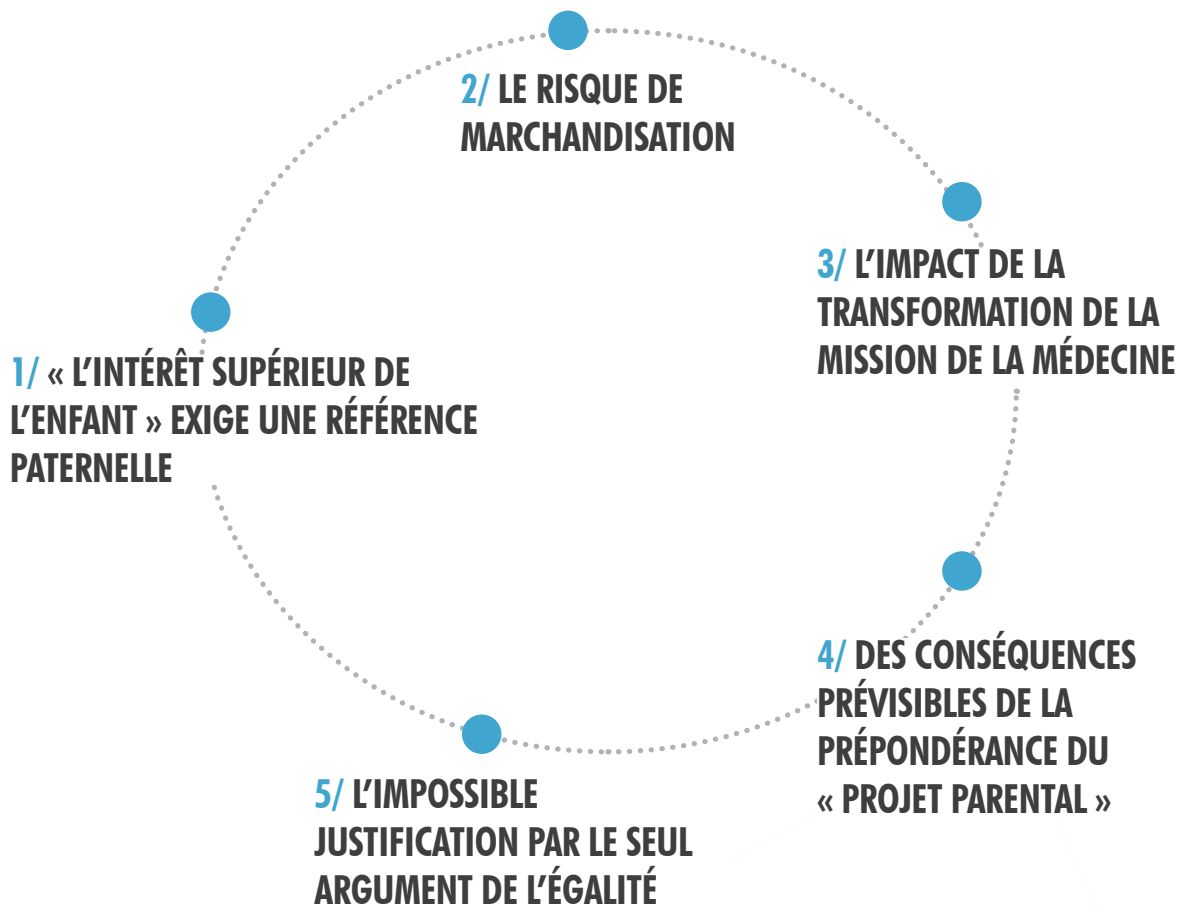 1/ « L’INTÉRÊT SUPÉRIEUR DE
L’ENFANT » EXIGE UNE RÉFÉRENCE
PATERNELLE
2/ LE RISQUE DE
MARCHANDISATION
3/ L’IMPACT DE LA
TRANSFORMATION DE LA
MISSION DE LA MÉDECINE
4/ DES CONSÉQUENCES
PRÉVISIBLES DE LA
PRÉPONDÉRANCE DU
« PROJET PARENTAL »
5/ L’IMPOSSIBLE
JUSTIFICATION PAR LE SEUL
ARGUMENT DE L’ÉGALITÉ